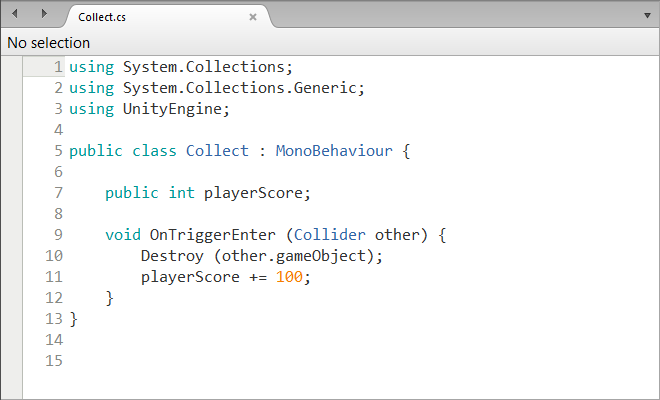 Collect.cs ×
No selection
1 using System.Collections;
2 using System.Collections.Generic;
3 using UnityEngine;
4
5 public class Collect : MonoBehaviour {
6
7     public int playerScore;
8
9     void OnTriggerEnter (Collider other) {
10         Destroy (other.gameObject);
11         playerScore += 100;
12     }
13 }
14
15